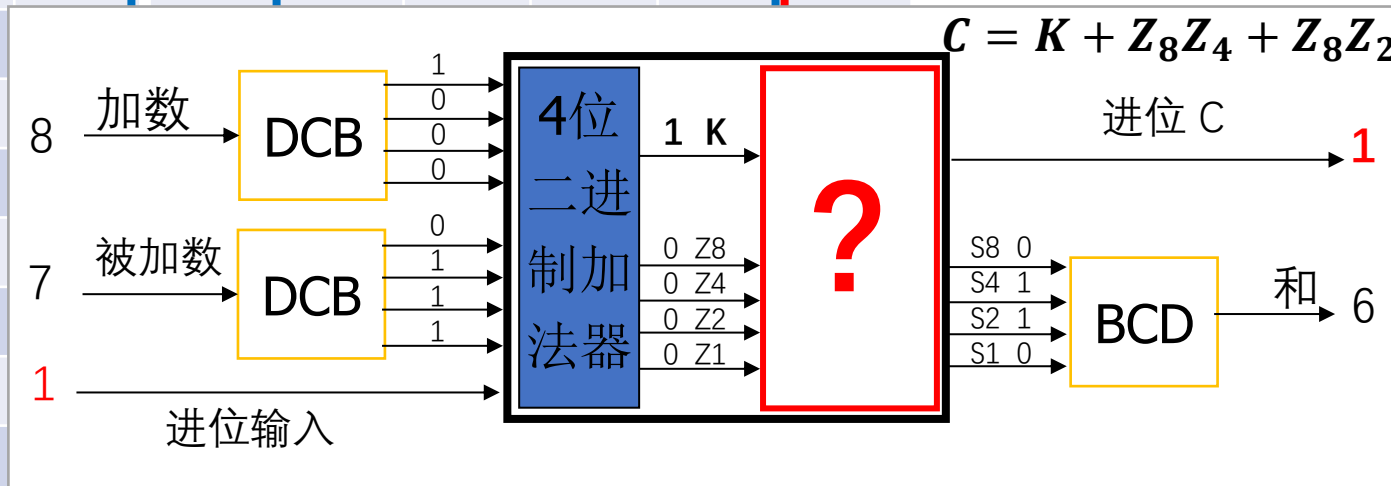 C = K + Z₈Z₄ + Z₈Z₂
8
加数
DCB
1
0
0
0
7
被加数
DCB
0
1
1
1
1
进位输入
4位
二进
制加
法器
1 K
0 Z8
0 Z4
0 Z2
0 Z1
?
进位 C
1
S8 0
S4 1
S2 1
S1 0
BCD
和
6